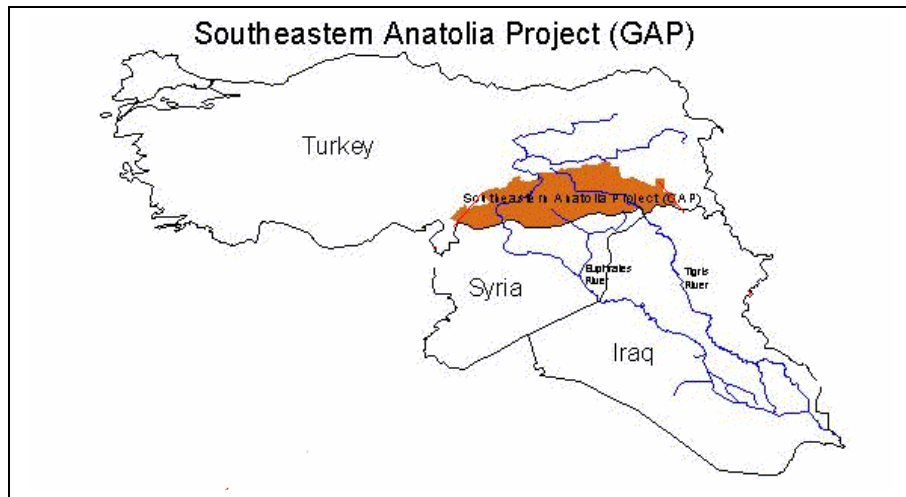 Southeastern Anatolia Project (GAP)
Turkey
Southeastern Anatolia Project (GAP)
Syria
Euphrates
River
Tigris
River
Iraq